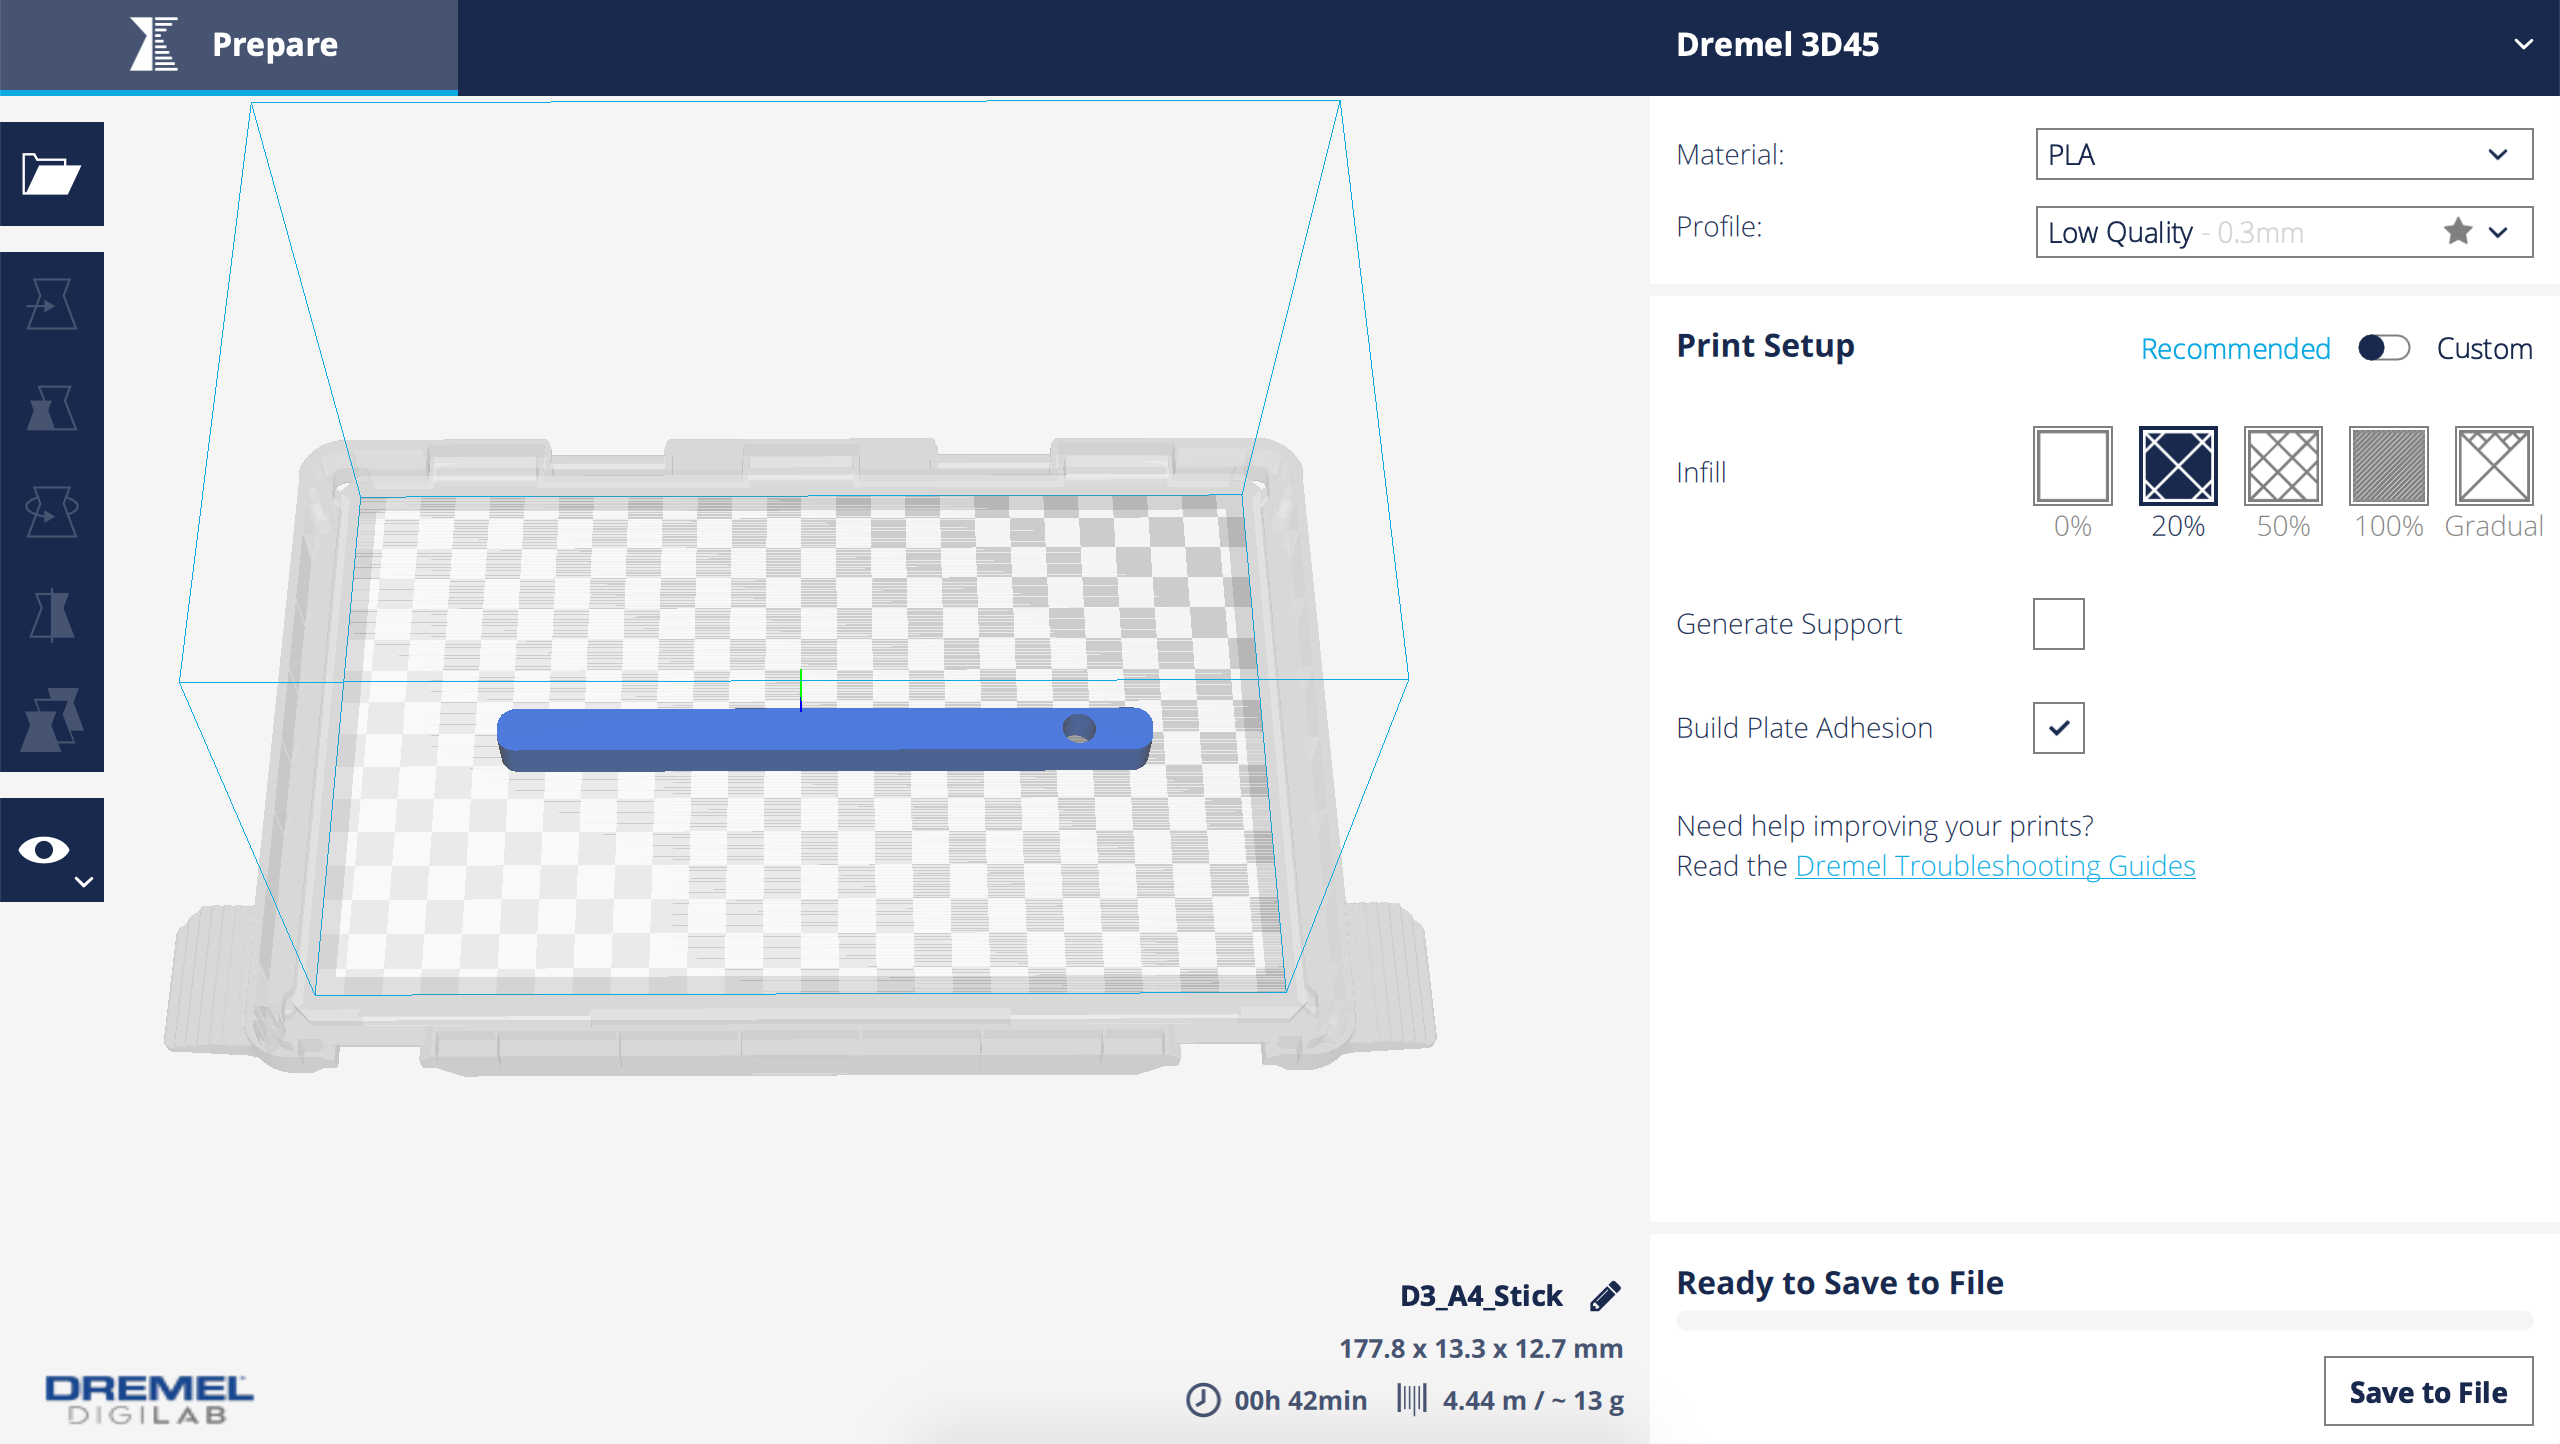 Prepare
Dremel 3D45
Material:
PLA
Profile:
Low Quality - 0.3mm
Print Setup
Recommended
Custom
Infill
0%
20%
50%
100%
Gradual
Generate Support
Build Plate Adhesion
Need help improving your prints?
Read the Dremel Troubleshooting Guides
D3_A4_Stick
177.8 x 13.3 x 12.7 mm
00h 42min
4.44 m / ~ 13 g
Ready to Save to File
Save to File
DREMEL
DIGILAB